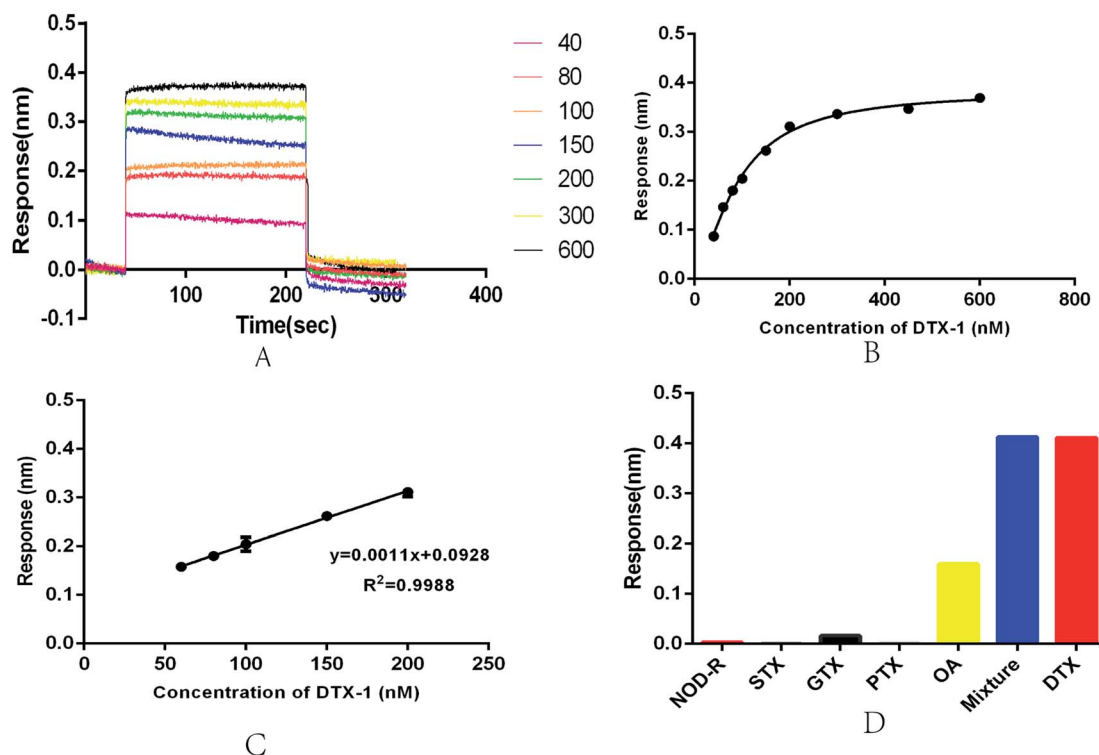 0.5
0.4
0.3
0.2
0.1
0.0
-0.1
Response(nm)
100
200
300
400
Time(sec)
40
80
100
150
200
300
600
A
0.5
0.4
0.3
0.2
0.1
0.0
Response (nm)
0
200
400
600
800
Concentration of DTX-1 (nM)
B
0.5
0.4
0.3
0.2
0.1
0.0
Response (nm)
0
50
100
150
200
250
y=0.0011x+0.0928
R²=0.9988
Concentration of DTX-1 (nM)
C
0.5
0.4
0.3
0.2
0.1
0.0
Response(nm)
NOD-R
STX
GTX
PTX
OA
Mixture
DTX
D